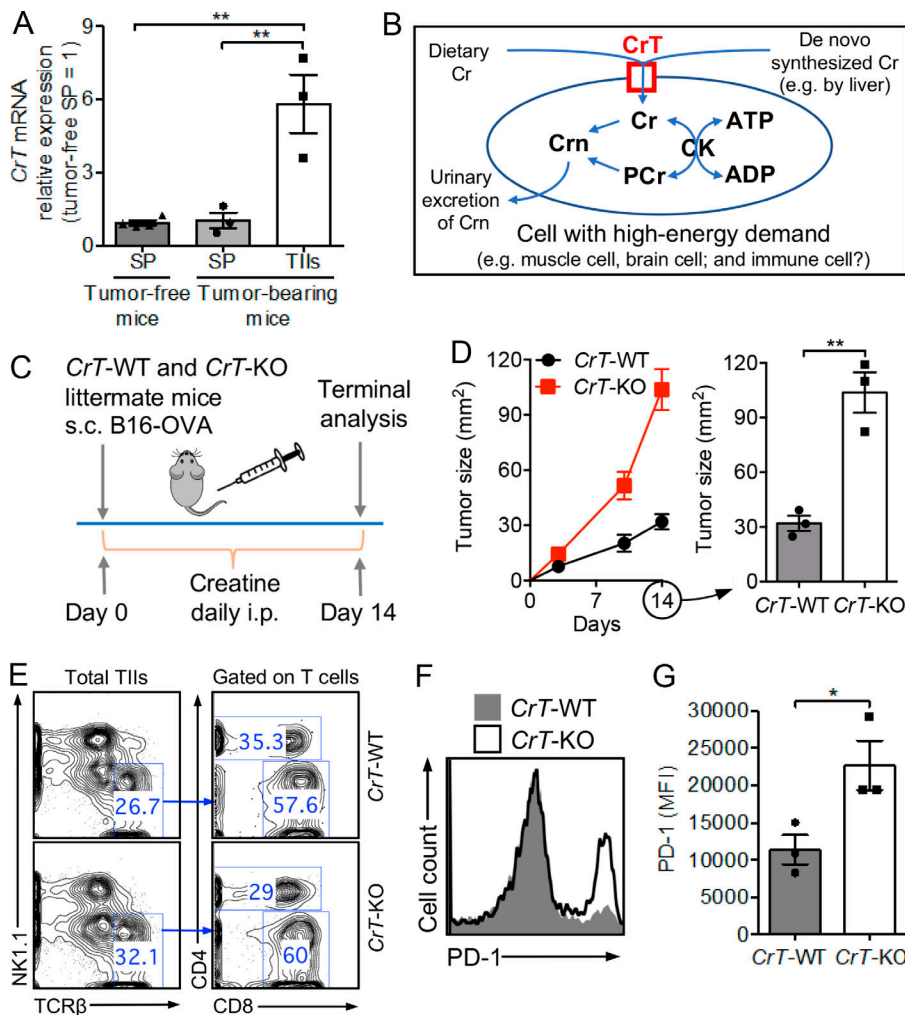 A
CrT mRNA
relative expression
(tumor-free SP = 1)
9
6
3
0
**
**
SP
SP
TIIs
Tumor-free
mice
Tumor-bearing
mice
B
Dietary
Cr
CrT
De novo
synthesized Cr
(e.g. by liver)
Cr
ATP
Crn
CK
PCr
ADP
Urinary
excretion
of Crn
Cell with high-energy demand
(e.g. muscle cell, brain cell; and immune cell?)
C
CrT-WT and CrT-KO
littermate mice
s.c. B16-OVA
Terminal
analysis
Creatine
daily i.p.
Day 0
Day 14
D
CrT-WT
CrT-KO
Tumor size (mm2)
120
90
60
30
0
0
7
14
Days
**
Tumor size (mm2)
120
90
60
30
0
CrT-WT
CrT-KO
E
Total TIIs
Gated on T cells
35.3
26.7
57.6
CrT-WT
29
32.1
60
CrT-KO
NK1.1
CD4
TCRβ
CD8
F
CrT-WT
CrT-KO
Cell count
PD-1
G
*
PD-1 (MFI)
30000
25000
20000
15000
10000
5000
0
CrT-WT
CrT-KO